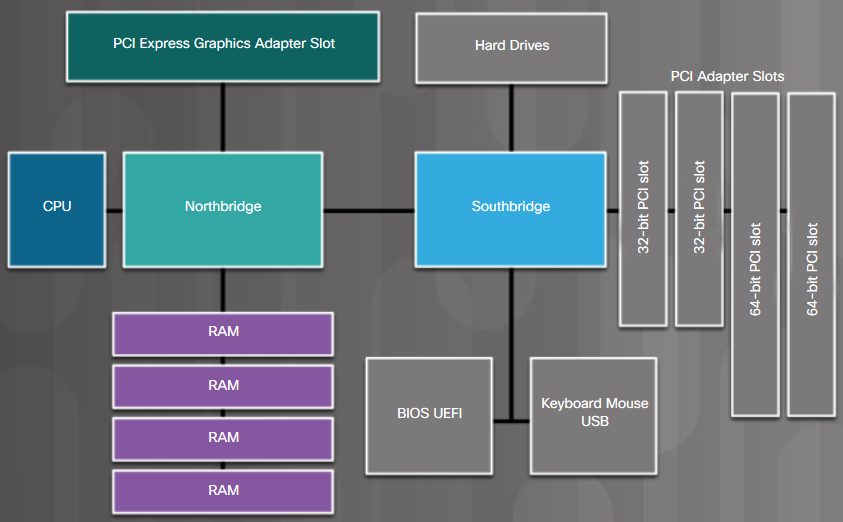 PCI Express Graphics Adapter Slot
Hard Drives
PCI Adapter Slots
CPU
Northbridge
Southbridge
32-bit PCI slot
32-bit PCI slot
64-bit PCI slot
64-bit PCI slot
RAM
RAM
RAM
RAM
BIOS UEFI
Keyboard Mouse
USB